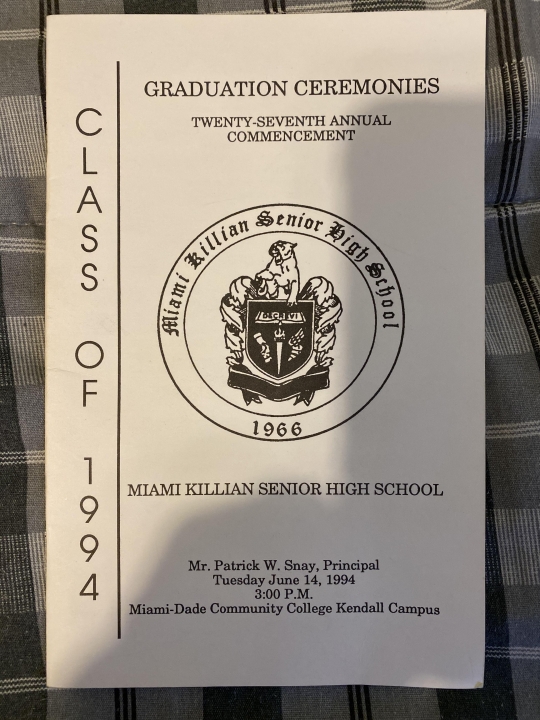 CLASS OF 1994
GRADUATION CEREMONIES
TWENTY-SEVENTH ANNUAL
COMMENCEMENT
Miami Killian Senior High School
1966
MIAMI KILLIAN SENIOR HIGH SCHOOL
Mr. Patrick W. Snay, Principal
Tuesday June 14, 1994
3:00 P.M.
Miami-Dade Community College Kendall Campus